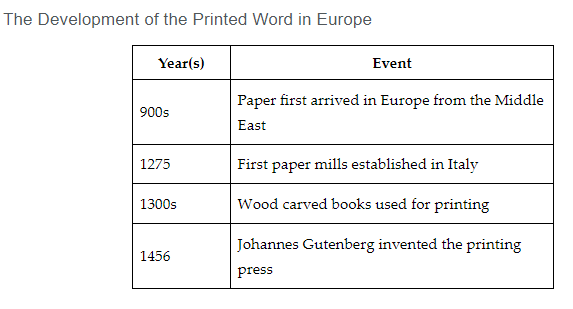 The Development of the Printed Word in Europe
Year(s) Event
900s Paper first arrived in Europe from the Middle
East
1275 First paper mills established in Italy
1300s Wood carved books used for printing
1456 Johannes Gutenberg invented the printing
press